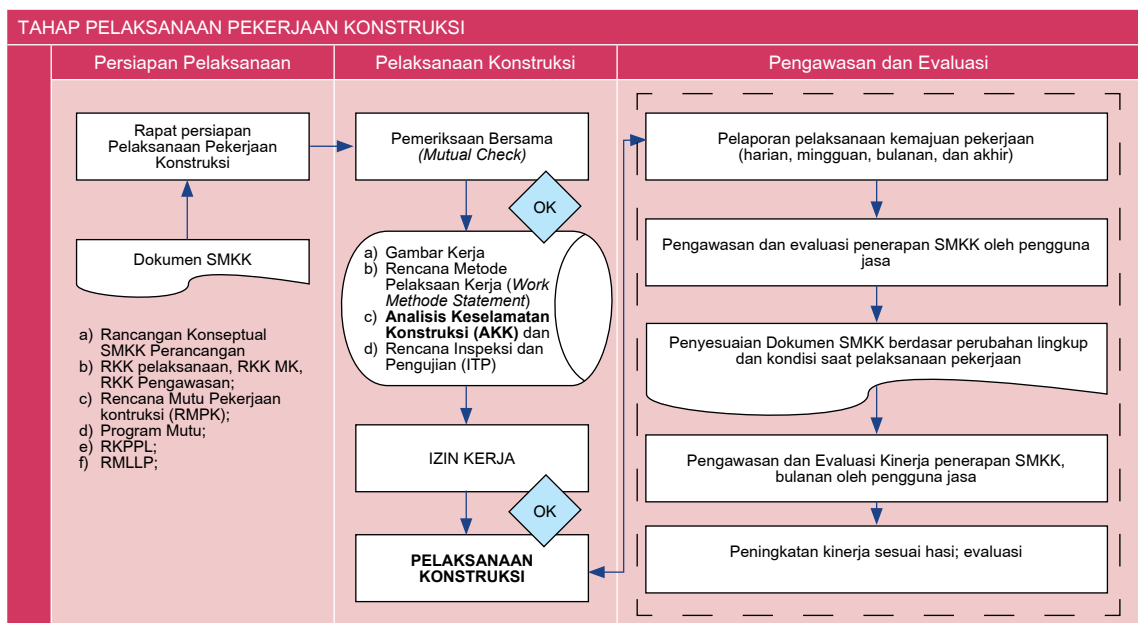 TAHAP PELAKSANAAN PEKERJAAN KONSTRUKSI
Persiapan Pelaksanaan
Pelaksanaan Konstruksi
Pengawasan dan Evaluasi
Rapat persiapan
Pelaksanaan Pekerjaan
Konstruksi
Dokumen SMKK
a) Rancangan Konseptual
SMKK Perancangan
b) RKK pelaksanaan, RKK MK,
RKK Pengawasan;
c) Rencana Mutu Pekerjaan
kontruksi (RMPK);
d) Program Mutu;
e) RKPPL;
f) RMLLP;
Pemeriksaan Bersama
(Mutual Check)
OK
a) Gambar Kerja
b) Rencana Metode
Pelaksaan Kerja (Work
Methode Statement)
c) Analisis Keselamatan
Konstruksi (AKK) dan
d) Rencana Inspeksi dan
Pengujian (ITP)
IZIN KERJA
OK
PELAKSANAAN
KONSTRUKSI
Pelaporan pelaksanaan kemajuan pekerjaan
(harian, mingguan, bulanan, dan akhir)
Pengawasan dan evaluasi penerapan SMKK oleh pengguna
jasa
Penyesuaian Dokumen SMKK berdasar perubahan lingkup
dan kondisi saat pelaksanaan pekerjaan
Pengawasan dan Evaluasi Kinerja penerapan SMKK,
bulanan oleh pengguna jasa
Peningkatan kinerja sesuai hasi; evaluasi